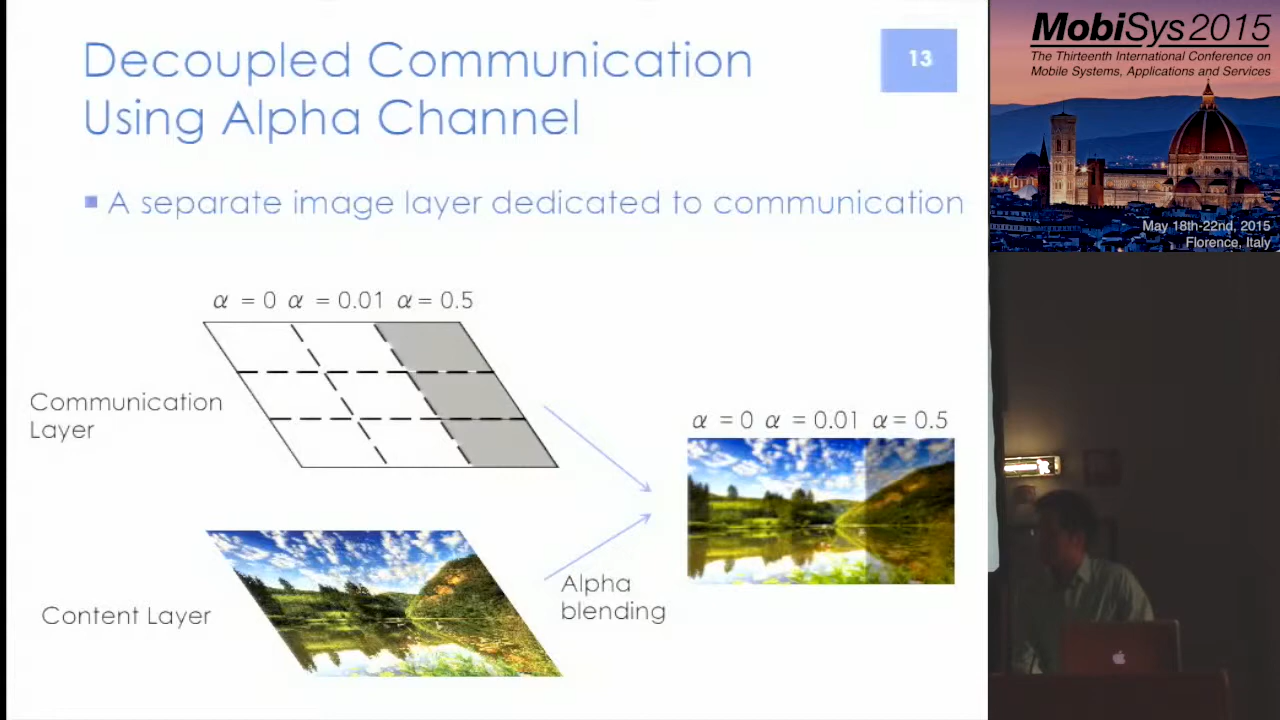 Decoupled Communication
Using Alpha Channel
13
A separate image layer dedicated to communication
α = 0 α = 0.01 α = 0.5
Communication
Layer
α = 0 α = 0.01 α = 0.5
Alpha
blending
Content Layer
MobiSys 2015
The Thirteenth International Conference on
Mobile Systems, Applications and Services
May 18th-22nd, 2015
Florence, Italy